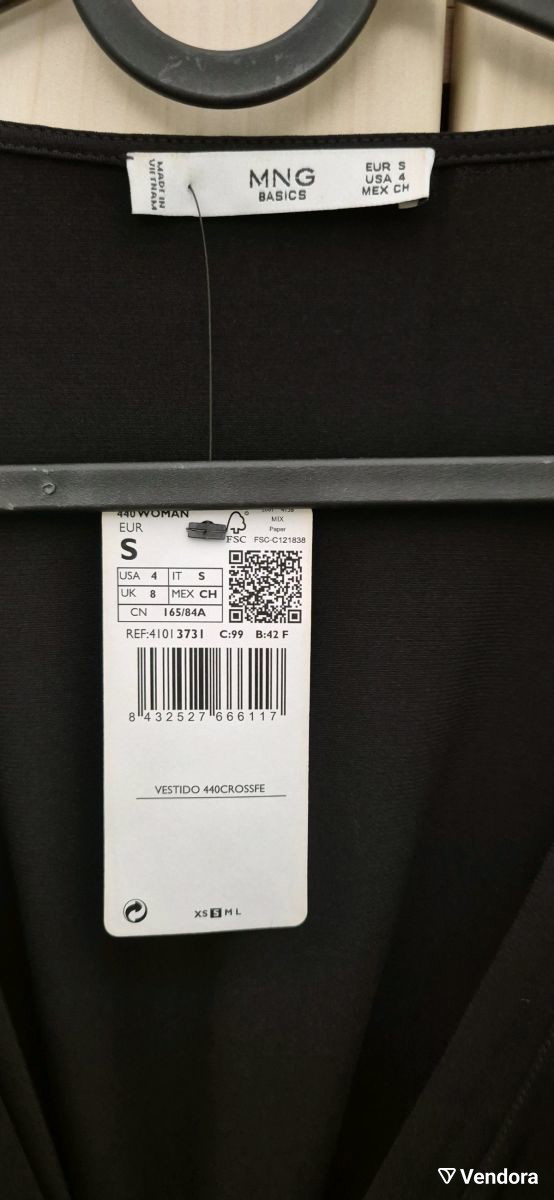 MADE IN
VIETNAM
MNG
BASICS
EUR S
USA 4
MEX CH
440 WOMAN
EUR
S
FSC
MIX
Paper
FSC-C121838
USA 4 IT S
UK 8 MEX CH
CN 165/84A
REF:41013731 C:99 B:42 F
8 432527 666117
VESTIDO 440CROSSFE
XS S M L
Vendora